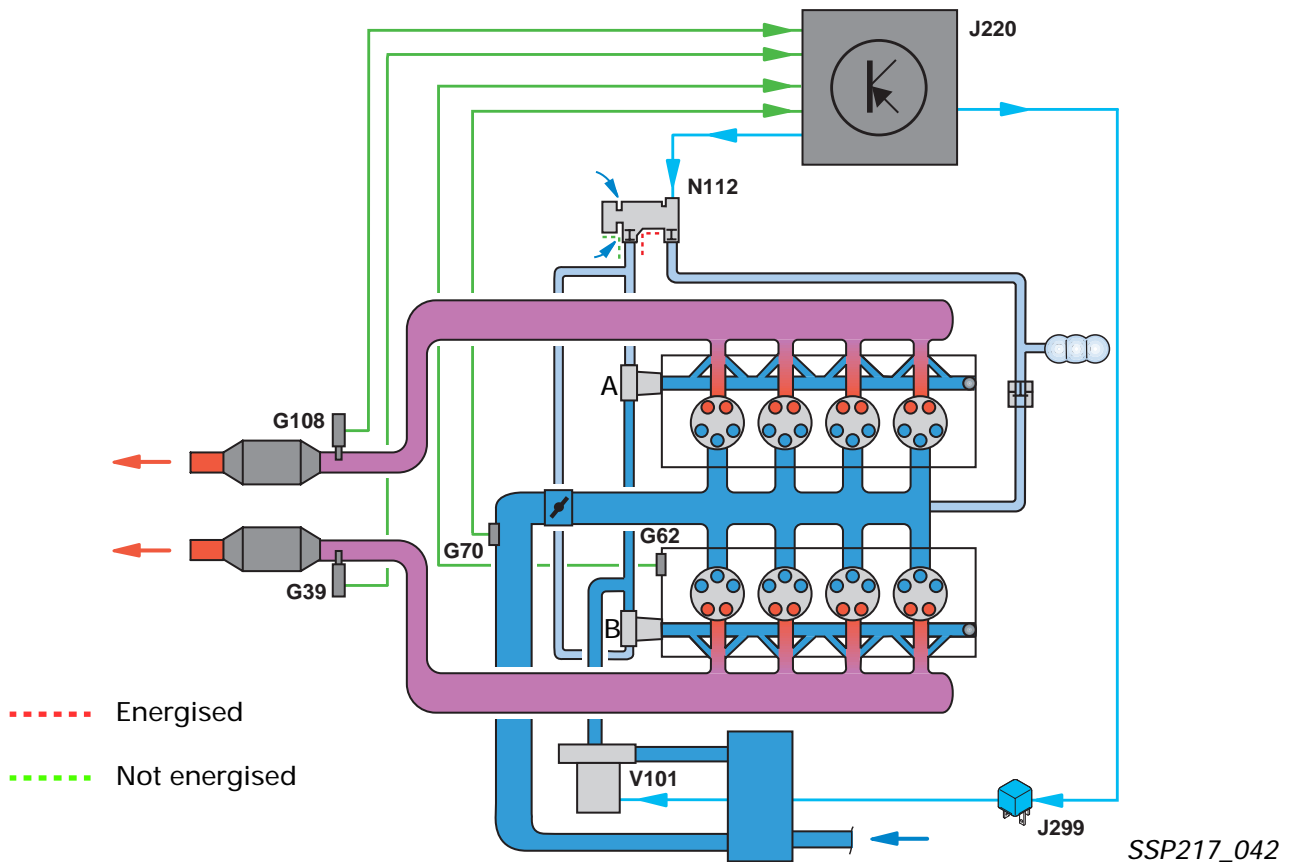 J220
N112
A
G108
G70
G62
G39
B
Energised
Not energised
V101
J299
SSP217_042